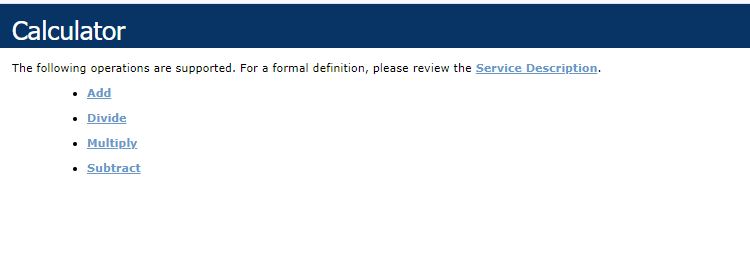 Calculator
The following operations are supported. For a formal definition, please review the Service Description.
Add
Divide
Multiply
Subtract